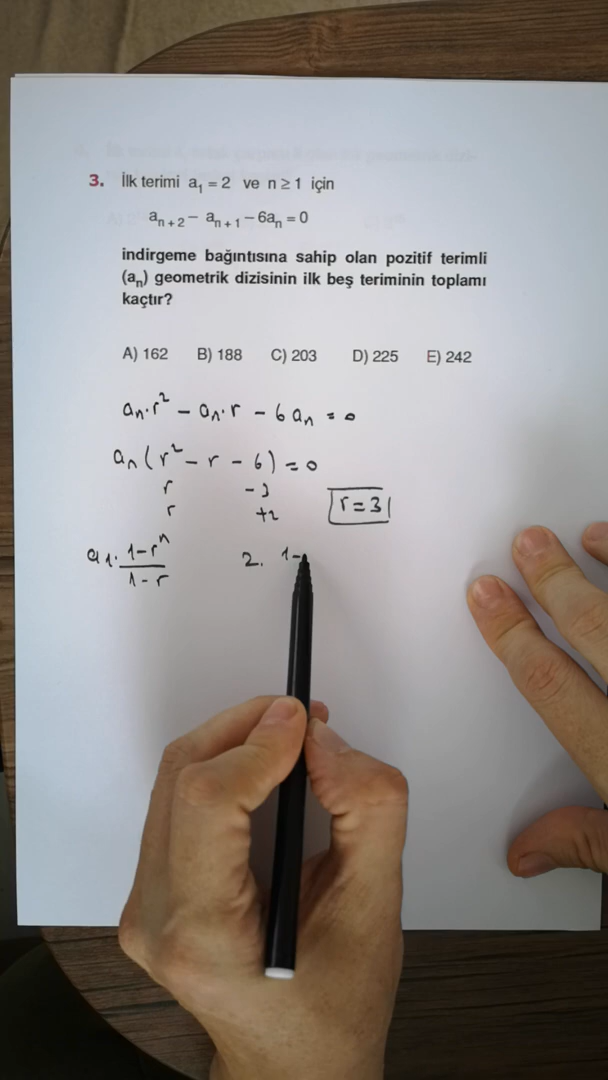 3. İlk terimi a₁ = 2 ve n ≥ 1 için
aₙ₊₂ − aₙ₊₁ − 6aₙ = 0
indirgeme bağıntısına sahip olan pozitif terimli
(aₙ) geometrik dizisinin ilk beş teriminin toplamı
kaçtır?
A) 162 B) 188 C) 203 D) 225 E) 242
aₙ.r² − aₙ.r − 6aₙ = 0
aₙ(r² − r − 6) = 0
r −3
r +2
r = 3
a₁. (1−rⁿ)/(1−r) 2. 1−